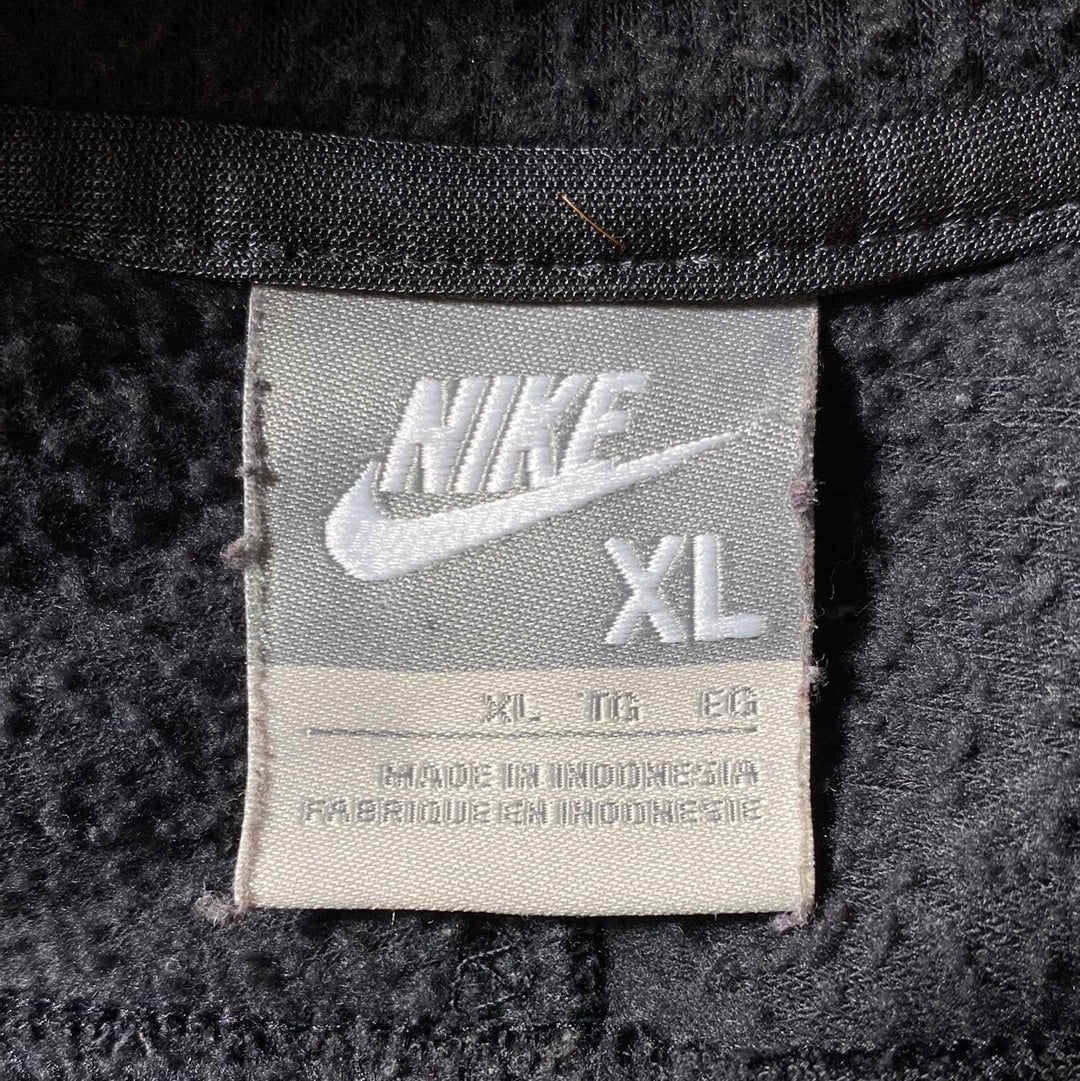 NIKE
XL
XL TG EG
MADE IN INDONESIA
FABRIQUE EN INDONESIE